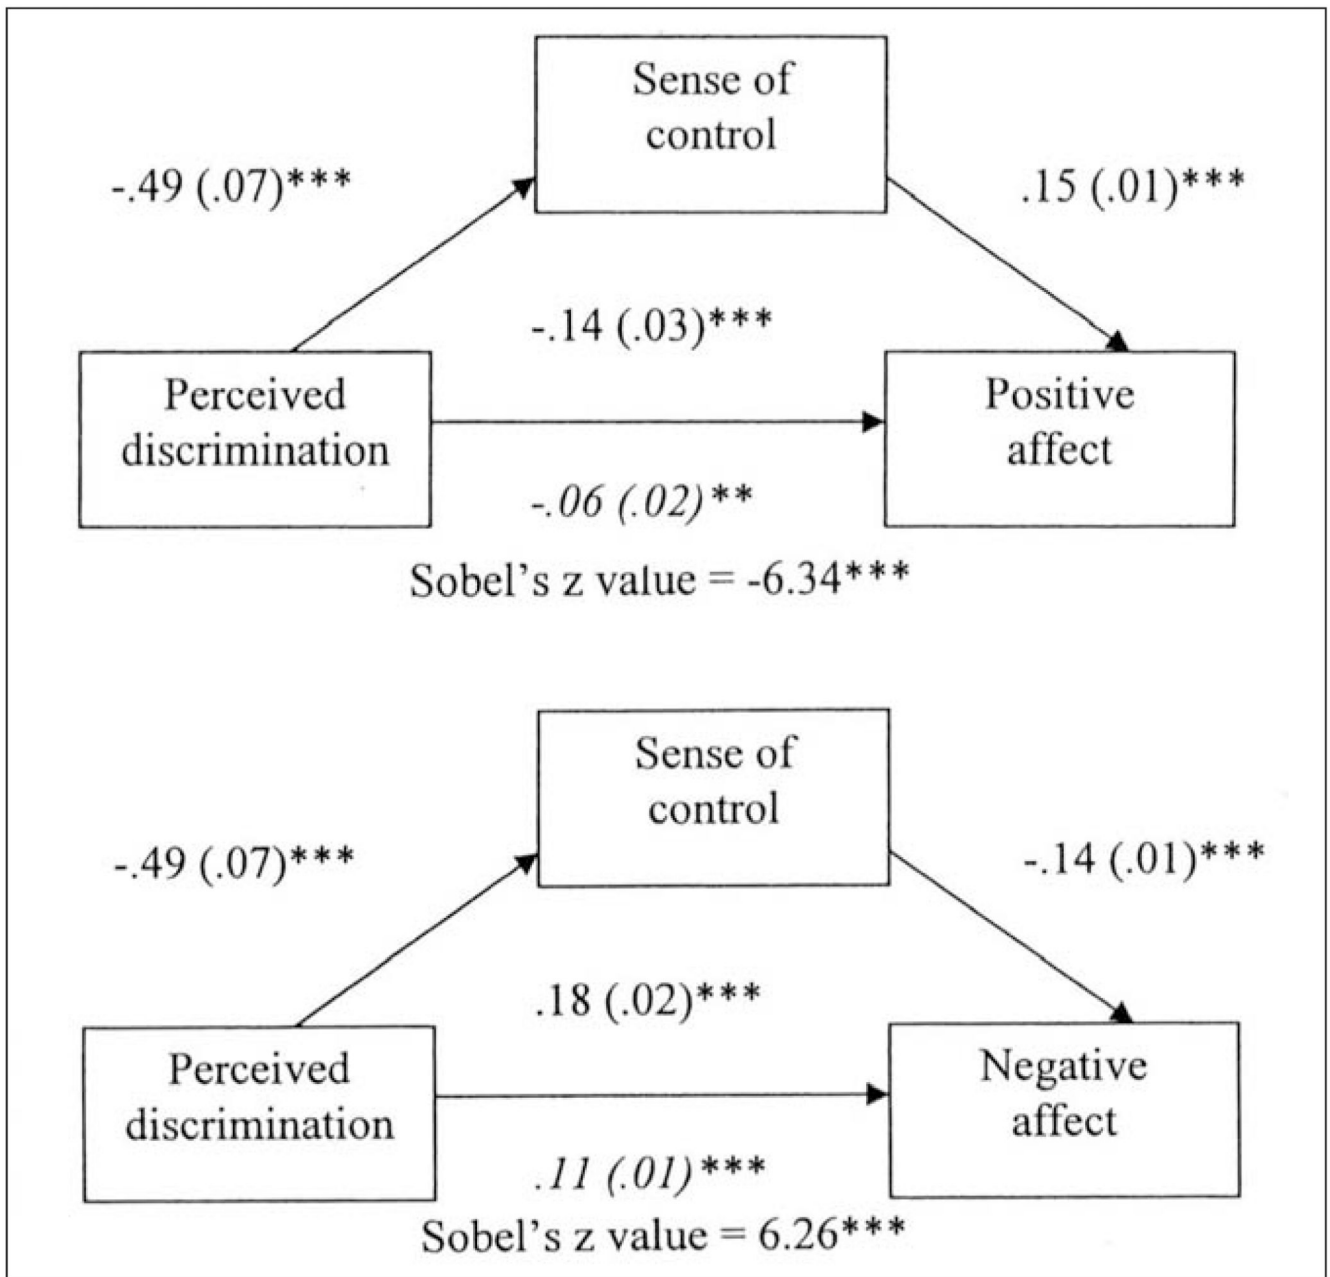 Sense of
control
-.49 (.07)***
.15 (.01)***
-.14 (.03)***
Perceived
discrimination
Positive
affect
-.06 (.02)**
Sobel's z value = -6.34***
Sense of
control
-.49 (.07)***
-.14 (.01)***
.18 (.02)***
Perceived
discrimination
Negative
affect
.11 (.01)***
Sobel's z value = 6.26***